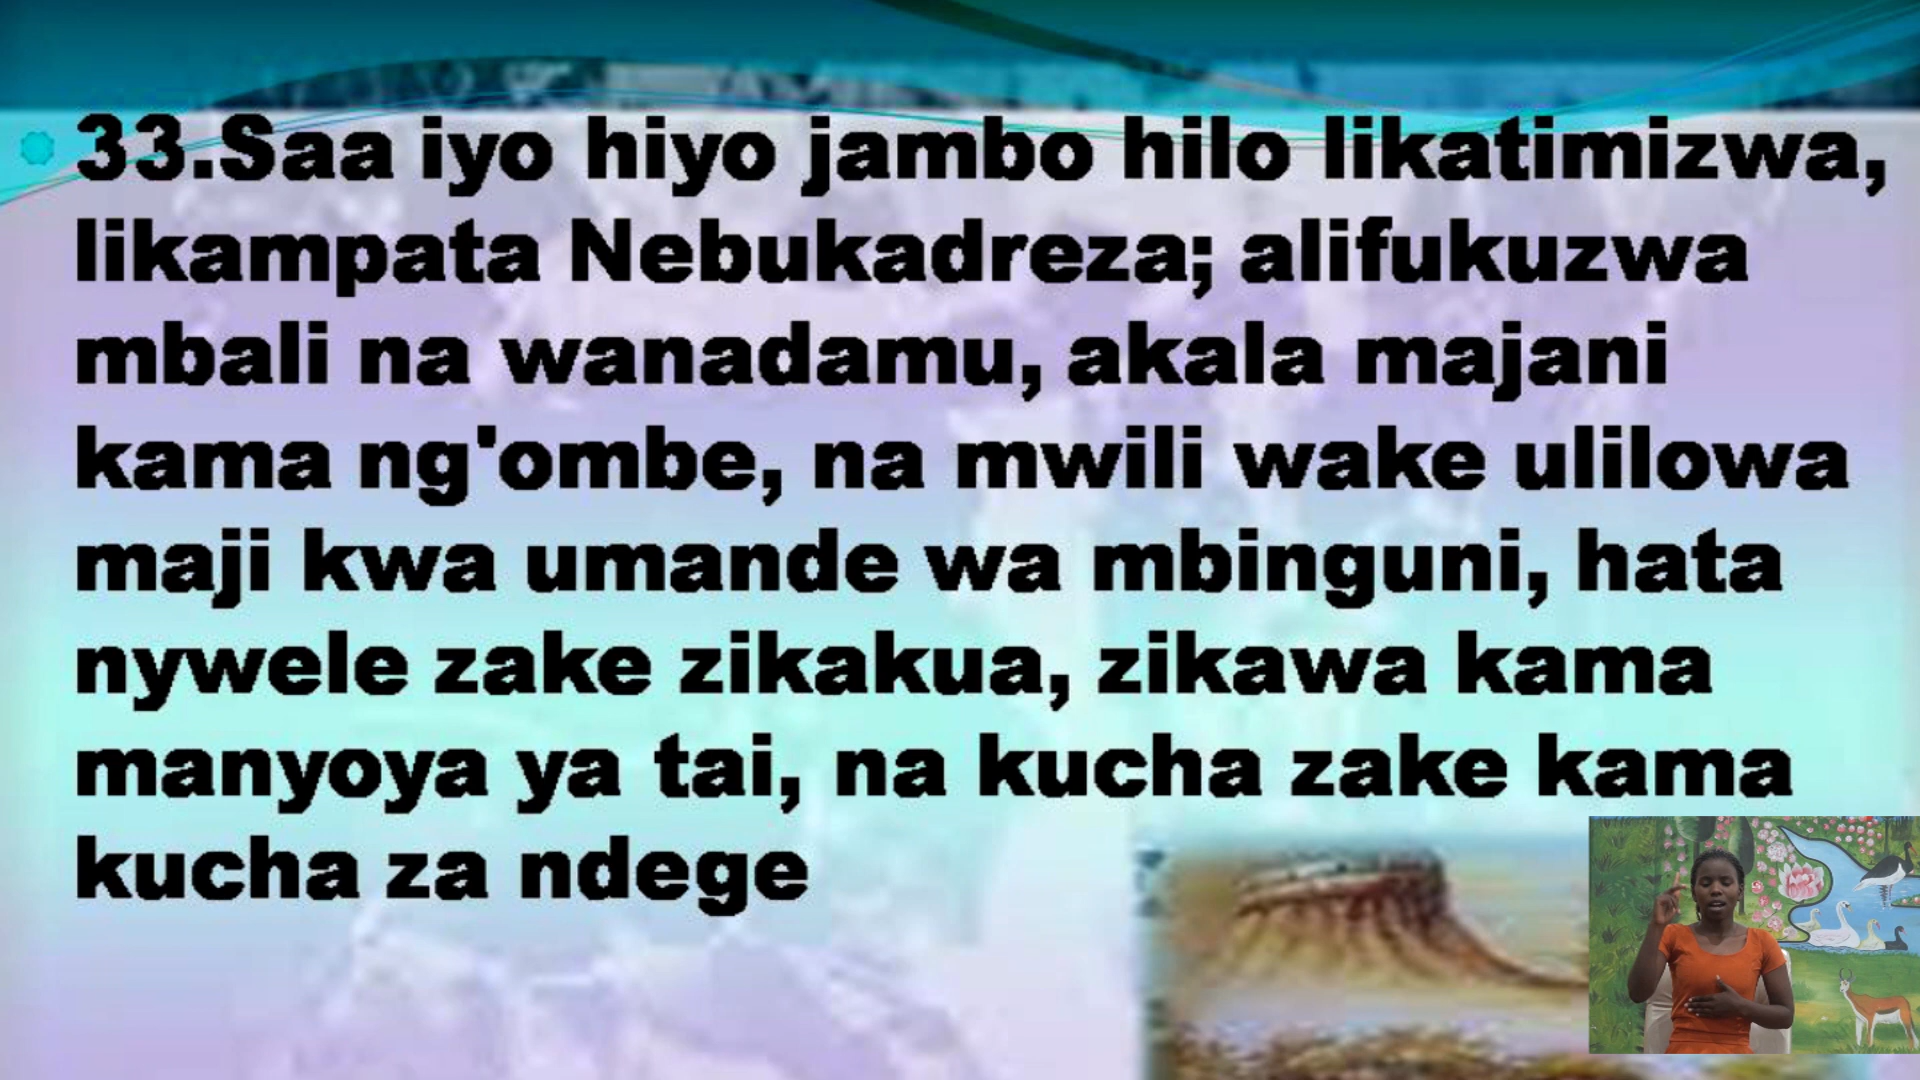 33.Saa iyo hiyo jambo hilo likatimizwa,
likampata Nebukadreza; alifukuzwa
mbali na wanadamu, akala majani
kama ng'ombe, na mwili wake ulilowa
maji kwa umande wa mbinguni, hata
nywele zake zikakua, zikawa kama
manyoya ya tai, na kucha zake kama
kucha za ndege